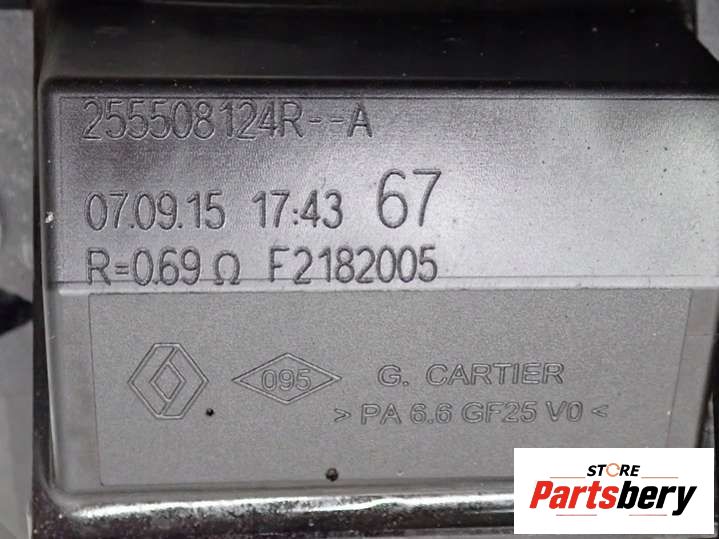 255508124R--A
07.09.15 17:43 67
R=0.69 Ω F2182005
095 G. CARTIER
> PA 6.6 GF25 V0 <
STORE
Partsbery